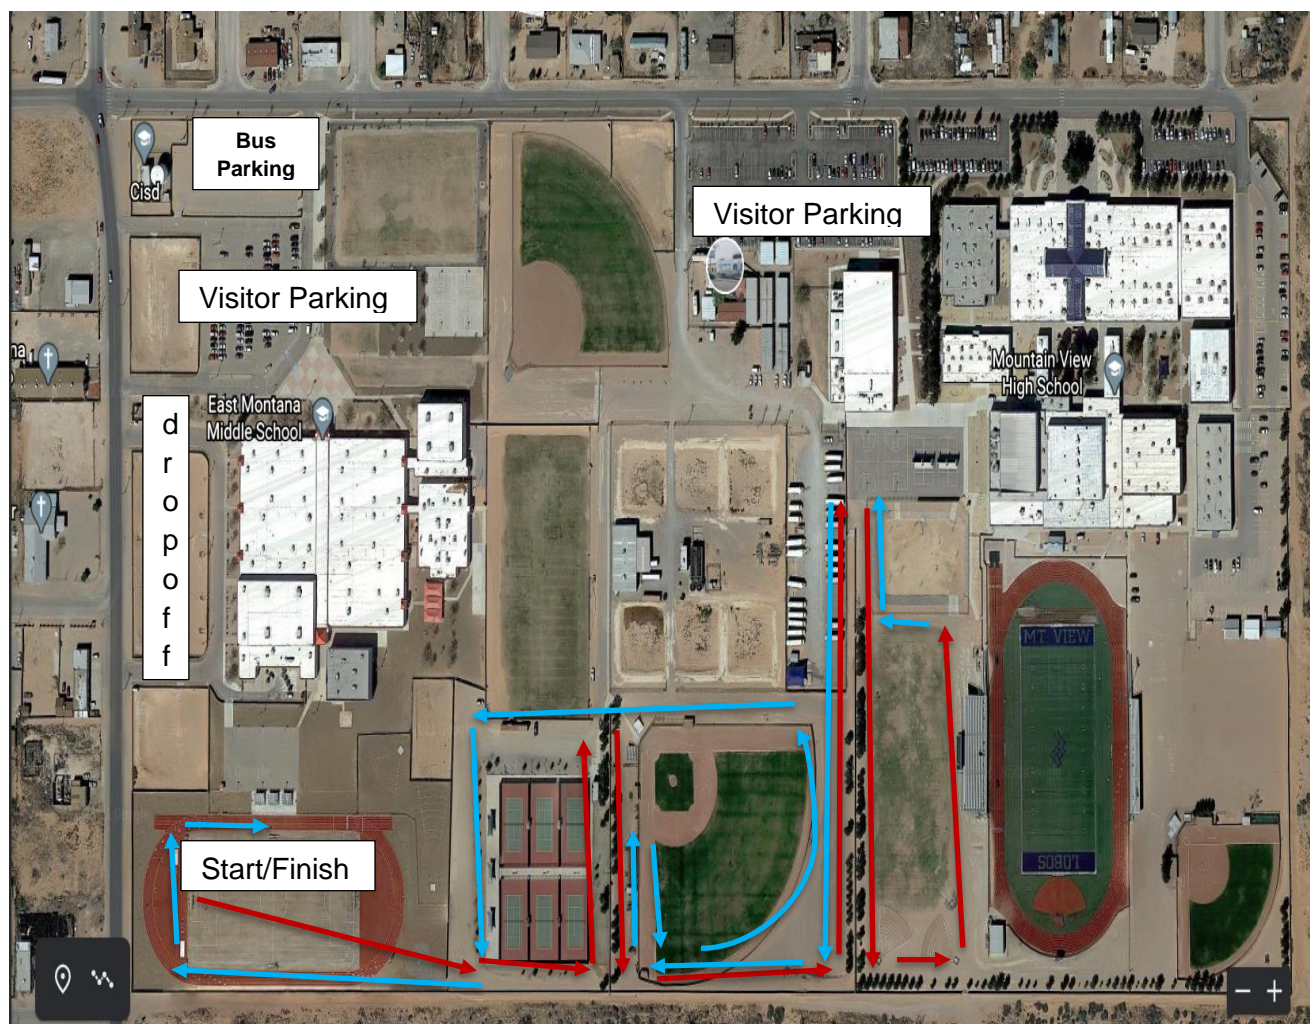 Bus
Parking
Cisd
Visitor Parking
Visitor Parking
Mountain View
High School
na
East Montana
Middle School
d
r
o
p
o
f
f
MT VIEW
LOBOS
Start/Finish